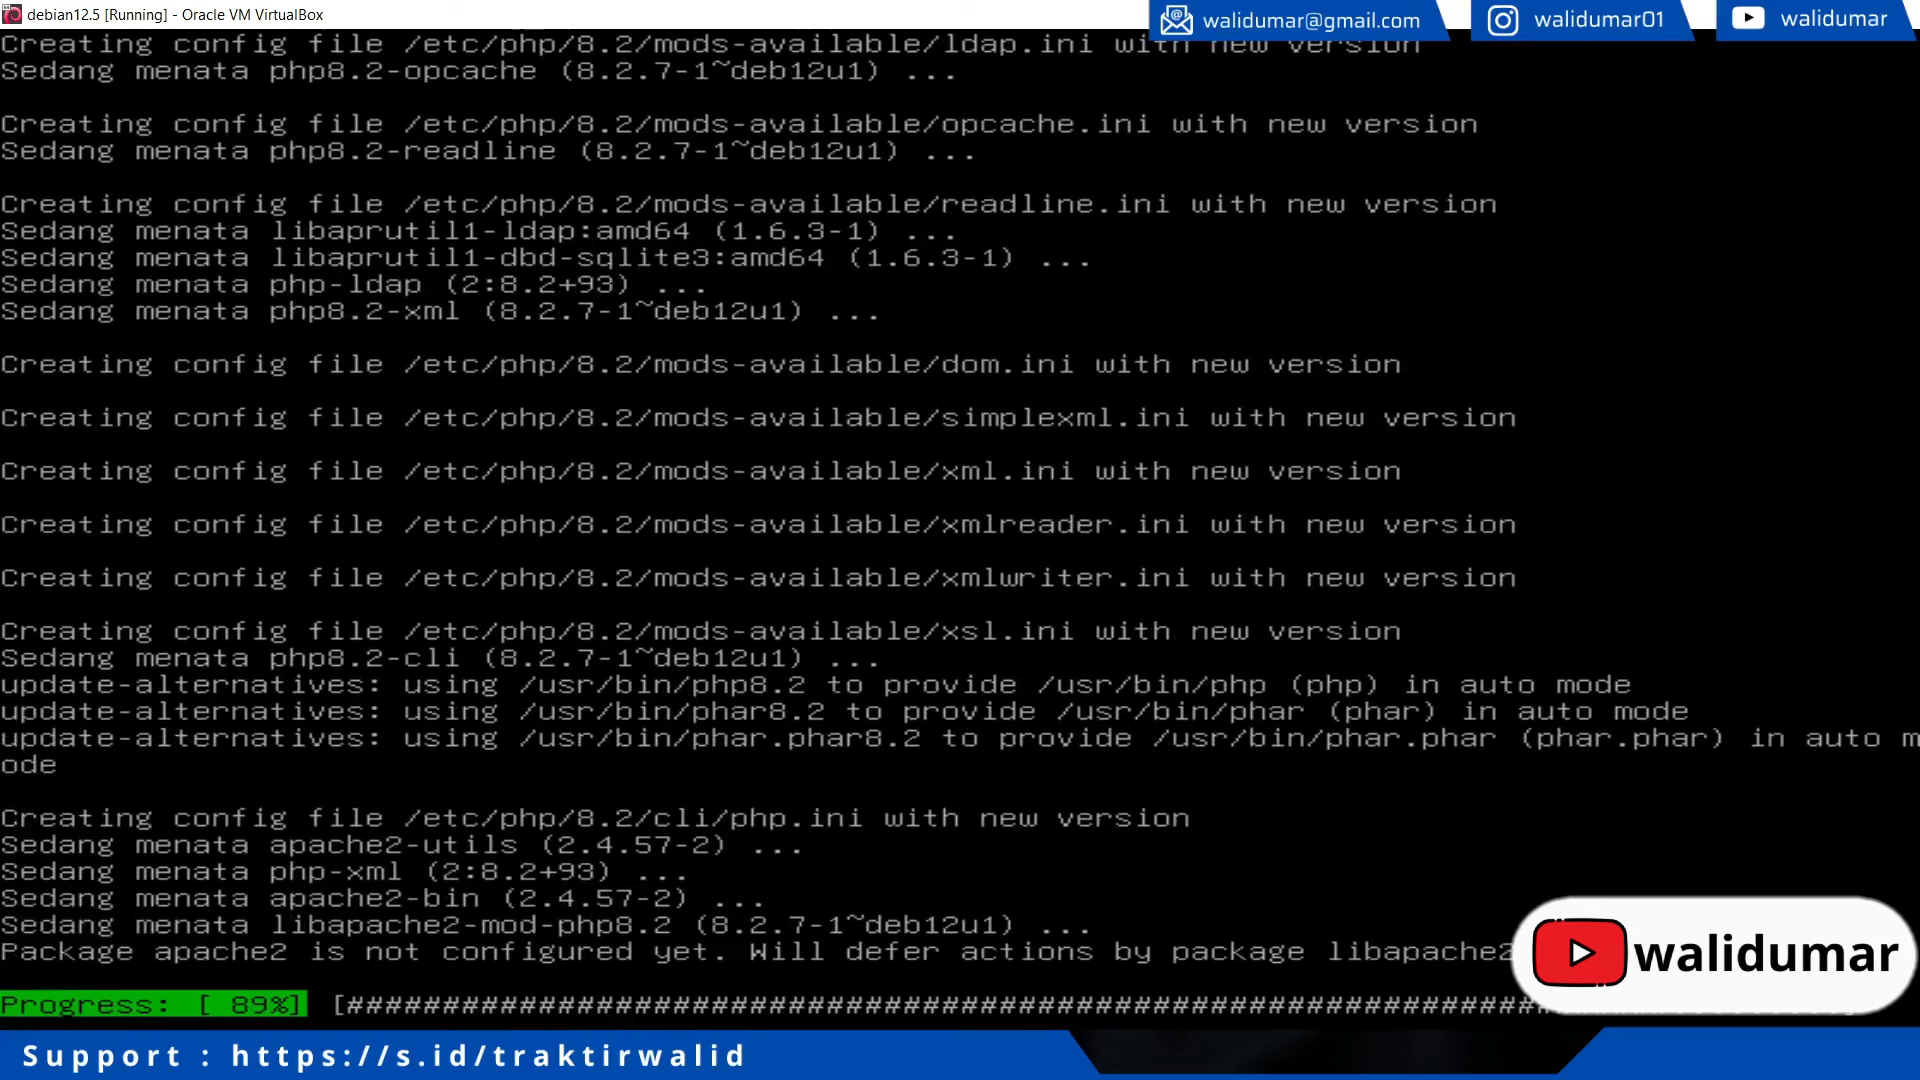 debian12.5 [Running] - Oracle VM VirtualBox
walidumar@gmail.com
walidumar01
walidumar
Creating config file /etc/php/8.2/mods-available/ldap.ini with new version
Sedang menata php8.2-opcache (8.2.7-1~deb12u1) ...
Creating config file /etc/php/8.2/mods-available/opcache.ini with new version
Sedang menata php8.2-readline (8.2.7-1~deb12u1) ...
Creating config file /etc/php/8.2/mods-available/readline.ini with new version
Sedang menata libaprutil1-ldap:amd64 (1.6.3-1) ...
Sedang menata libaprutil1-dbd-sqlite3:amd64 (1.6.3-1) ...
Sedang menata php-ldap (2:8.2+93) ...
Sedang menata php8.2-xml (8.2.7-1~deb12u1) ...
Creating config file /etc/php/8.2/mods-available/dom.ini with new version
Creating config file /etc/php/8.2/mods-available/simplexml.ini with new version
Creating config file /etc/php/8.2/mods-available/xml.ini with new version
Creating config file /etc/php/8.2/mods-available/xmlreader.ini with new version
Creating config file /etc/php/8.2/mods-available/xmlwriter.ini with new version
Creating config file /etc/php/8.2/mods-available/xsl.ini with new version
Sedang menata php8.2-cli (8.2.7-1~deb12u1) ...
update-alternatives: using /usr/bin/php8.2 to provide /usr/bin/php (php) in auto mode
update-alternatives: using /usr/bin/phar8.2 to provide /usr/bin/phar (phar) in auto mode
update-alternatives: using /usr/bin/phar.phar8.2 to provide /usr/bin/phar.phar (phar.phar) in auto m
ode
Creating config file /etc/php/8.2/cli/php.ini with new version
Sedang menata apache2-utils (2.4.57-2) ...
Sedang menata php-xml (2:8.2+93) ...
Sedang menata apache2-bin (2.4.57-2) ...
Sedang menata libapache2-mod-php8.2 (8.2.7-1~deb12u1) ...
Package apache2 is not configured yet. Will defer actions by package libapache2
walidumar
Progress: [ 89%] [###############################################################
Support : https://s.id/traktirwalid